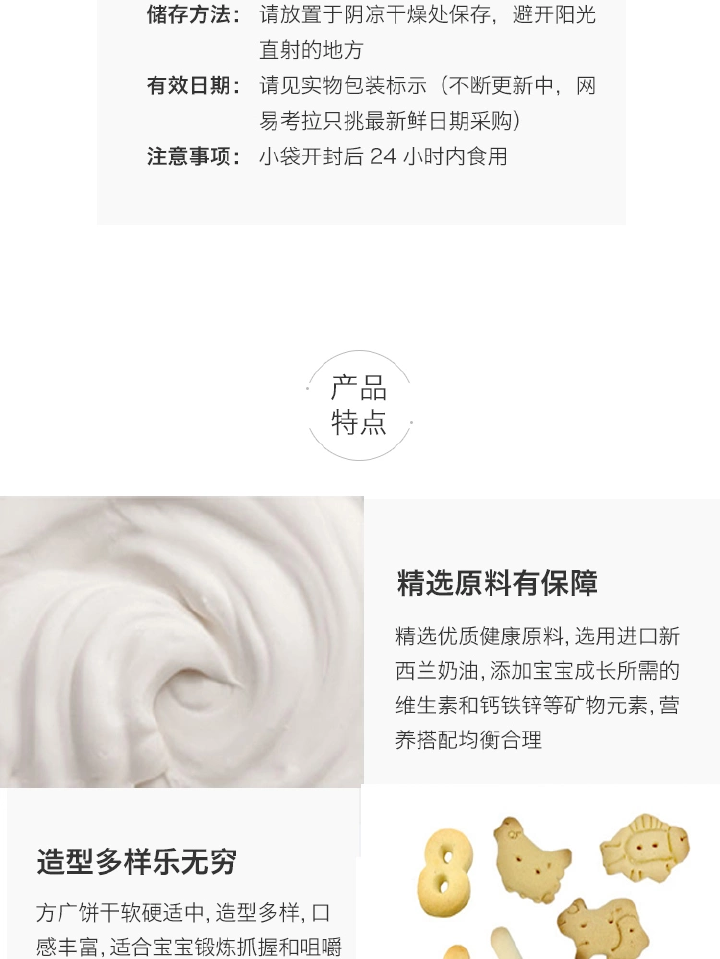 储存方法： 请放置于阴凉干燥处保存，避开阳光
直射的地方
有效日期： 请见实物包装标示（不断更新中，网
易考拉只挑最新鲜日期采购）
注意事项： 小袋开封后 24 小时内食用
产品
特点
精选原料有保障
精选优质健康原料, 选用进口新
西兰奶油, 添加宝宝成长所需的
维生素和钙铁锌等矿物元素, 营
养搭配均衡合理
造型多样乐无穷
方广饼干软硬适中, 造型多样, 口
感丰富, 适合宝宝锻炼抓握和咀嚼